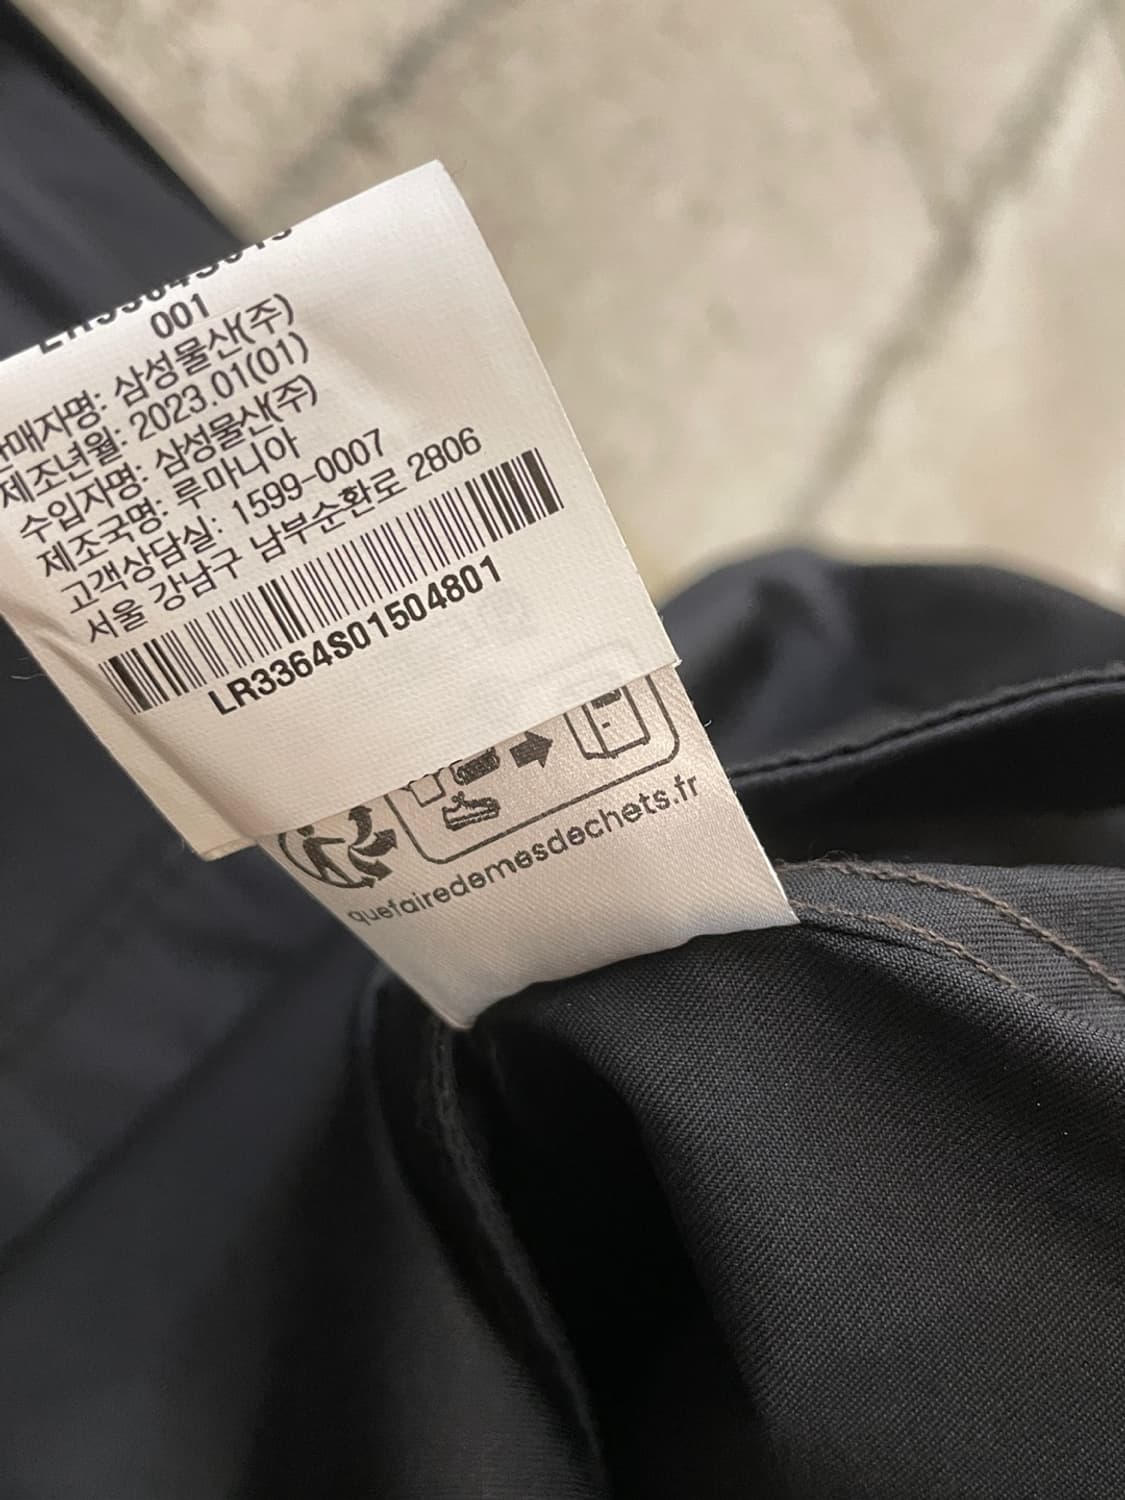 001
판매자명: 삼성물산(주)
제조년월: 2023.01(01)
수입자명: 삼성물산(주)
제조국명: 루마니아
고객상담실: 1599-0007
서울 강남구 남부순환로 2806
LR3364S01504801
quefairedemesdechets.fr